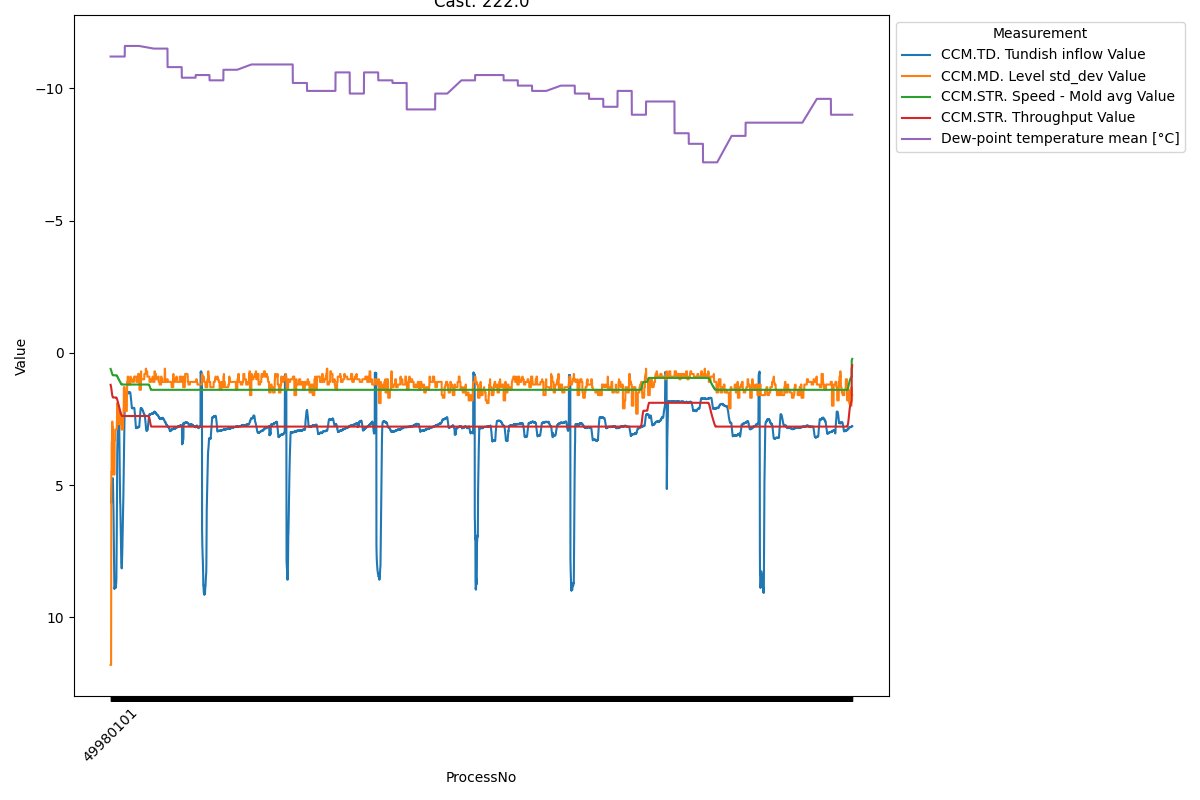 Cast: 222.0
Measurement
CCM.TD. Tundish inflow Value
CCM.MD. Level std_dev Value
CCM.STR. Speed - Mold avg Value
CCM.STR. Throughput Value
Dew-point temperature mean [°C]
−10
−5
0
5
10
Value
49980101
ProcessNo